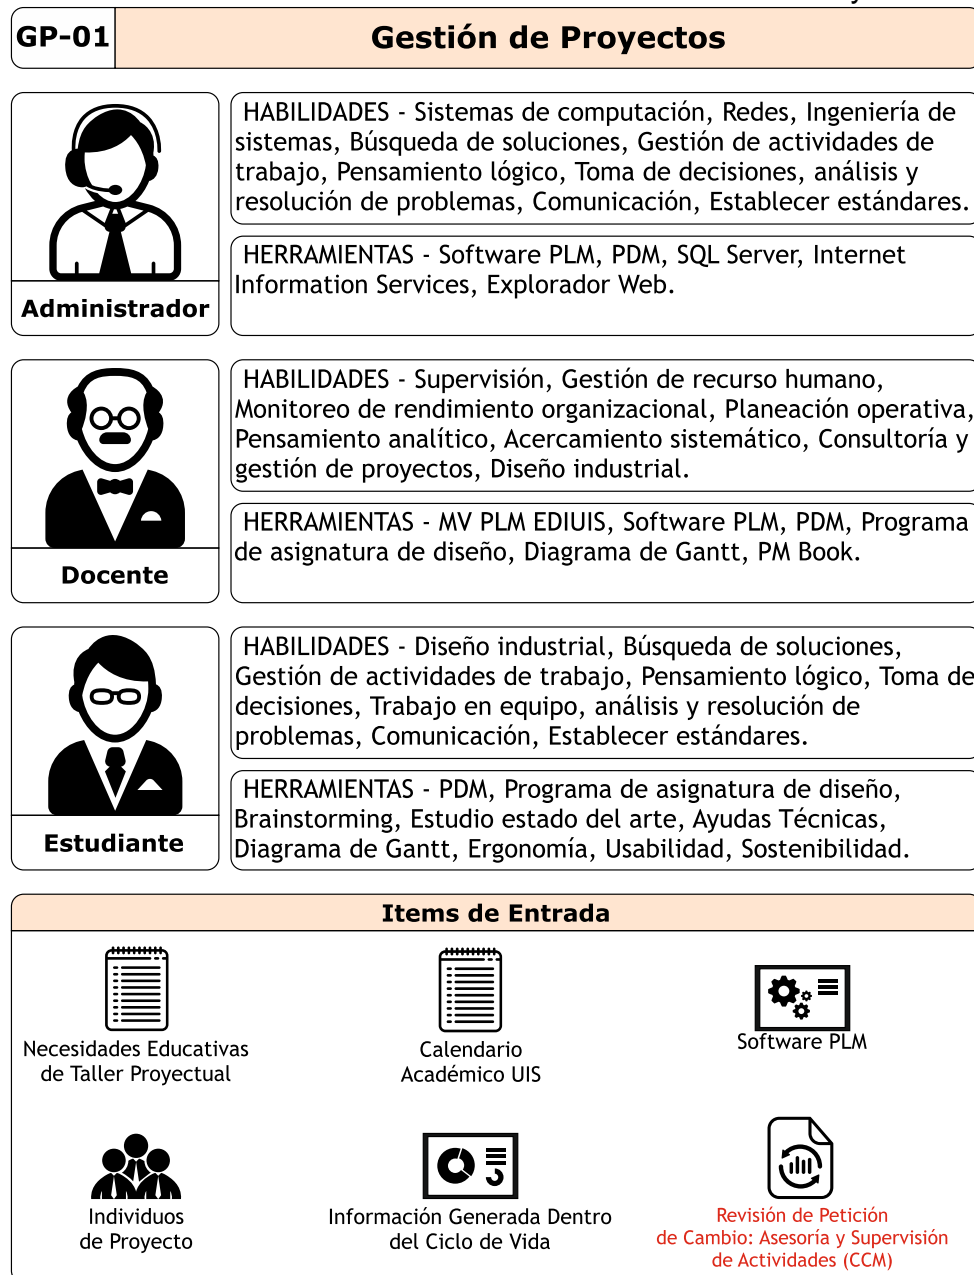 GP-01
Gestión de Proyectos
HABILIDADES - Sistemas de computación, Redes, Ingeniería de
sistemas, Búsqueda de soluciones, Gestión de actividades de
trabajo, Pensamiento lógico, Toma de decisiones, análisis y
resolución de problemas, Comunicación, Establecer estándares.
HERRAMIENTAS - Software PLM, PDM, SQL Server, Internet
Information Services, Explorador Web.
Administrador
HABILIDADES - Supervisión, Gestión de recurso humano,
Monitoreo de rendimiento organizacional, Planeación operativa,
Pensamiento analítico, Acercamiento sistemático, Consultoría y
gestión de proyectos, Diseño industrial.
HERRAMIENTAS - MV PLM EDIUIS, Software PLM, PDM, Programa
de asignatura de diseño, Diagrama de Gantt, PM Book.
Docente
HABILIDADES - Diseño industrial, Búsqueda de soluciones,
Gestión de actividades de trabajo, Pensamiento lógico, Toma de
decisiones, Trabajo en equipo, análisis y resolución de
problemas, Comunicación, Establecer estándares.
HERRAMIENTAS - PDM, Programa de asignatura de diseño,
Brainstorming, Estudio estado del arte, Ayudas Técnicas,
Diagrama de Gantt, Ergonomía, Usabilidad, Sostenibilidad.
Estudiante
Items de Entrada
Necesidades Educativas
de Taller Proyectual
Calendario
Académico UIS
Software PLM
Individuos
de Proyecto
Información Generada Dentro
del Ciclo de Vida
Revisión de Petición
de Cambio: Asesoría y Supervisión
de Actividades (CCM)